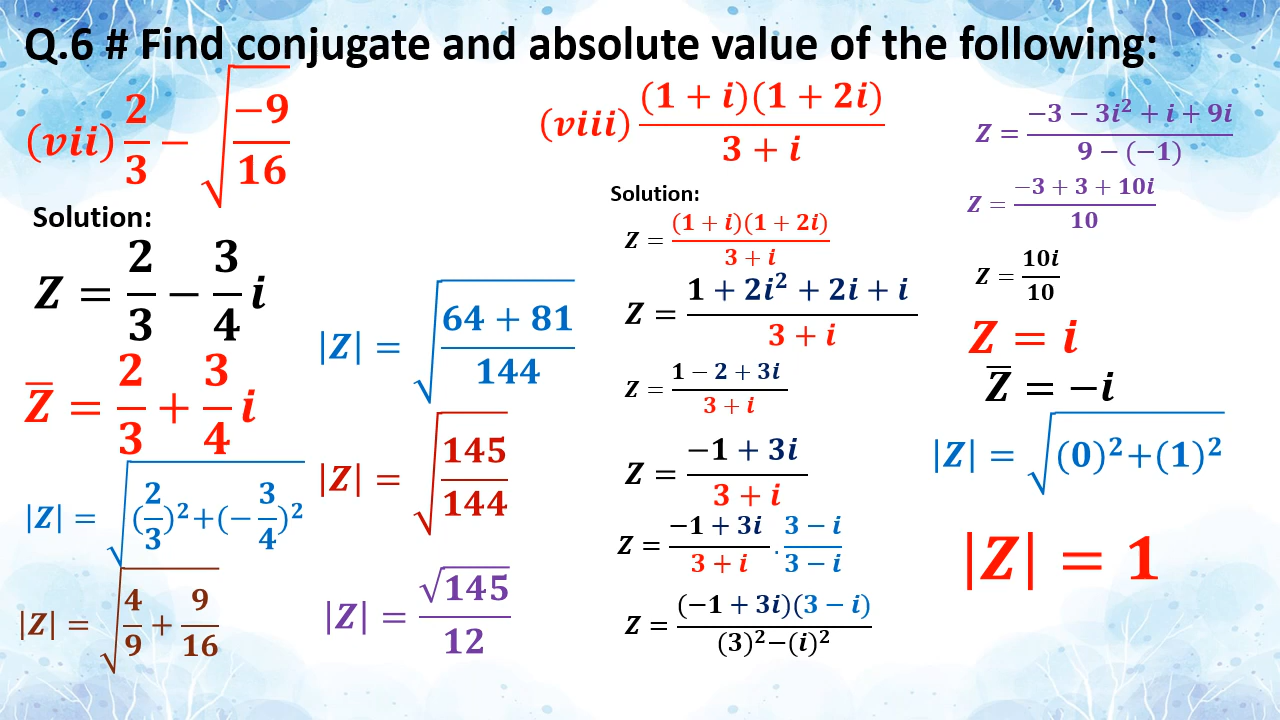 Q.6 # Find conjugate and absolute value of the following:
(vii) 2/3 − √(−9/16)
Solution:
Z = 2/3 − 3/4 i
Z̅ = 2/3 + 3/4 i
|Z| = √((2/3)²+(−3/4)²)
|Z| = √(4/9 + 9/16)
|Z| = √((64 + 81)/144)
|Z| = √(145/144)
|Z| = √145/12
(viii) (1 + i)(1 + 2i)/(3 + i)
Solution:
Z = (1 + i)(1 + 2i)/(3 + i)
Z = (1 + 2i² + 2i + i)/(3 + i)
Z = (1 − 2 + 3i)/(3 + i)
Z = (−1 + 3i)/(3 + i)
Z = (−1 + 3i)/(3 + i) . (3 − i)/(3 − i)
Z = (−1 + 3i)(3 − i)/((3)²−(i)²)
Z = (−3 − 3i² + i + 9i)/(9 − (−1))
Z = (−3 + 3 + 10i)/10
Z = 10i/10
Z = i
Z̅ = −i
|Z| = √((0)²+(1)²)
|Z| = 1